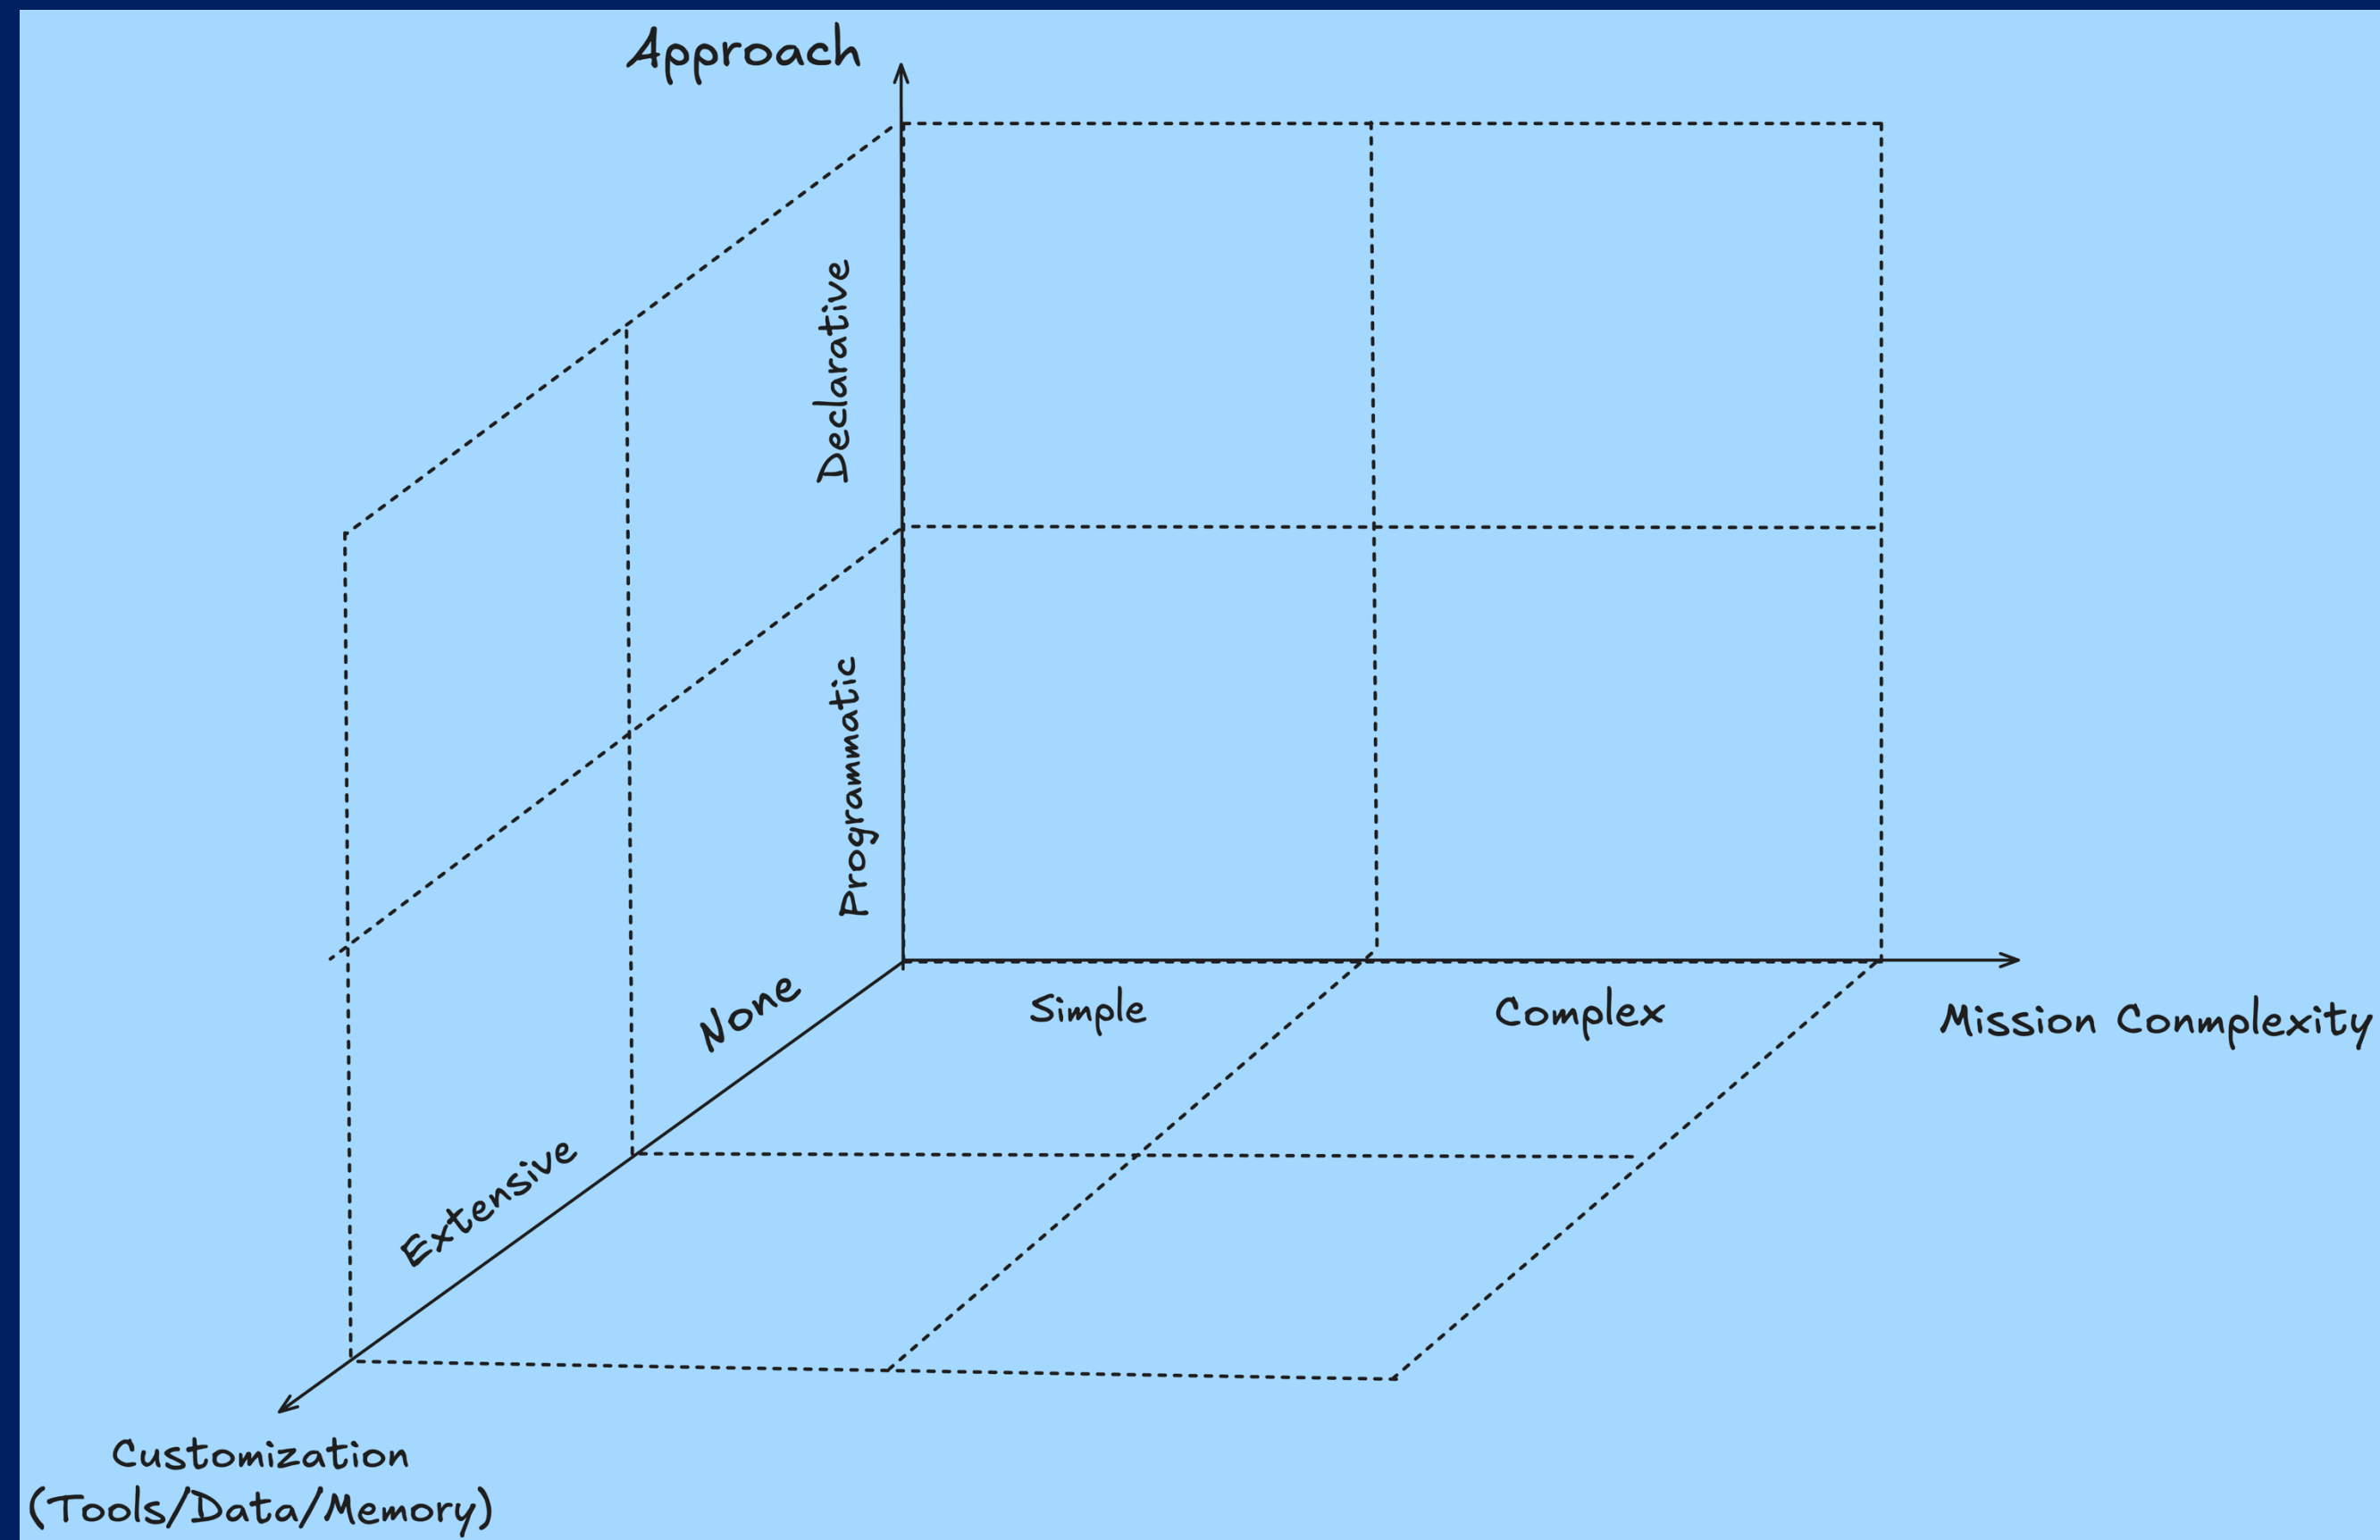 Approach
Declarative
Programmatic
None
Extensive
Simple
Complex
Mission Conmplexity
Customization
(Tools/Data/Memory)